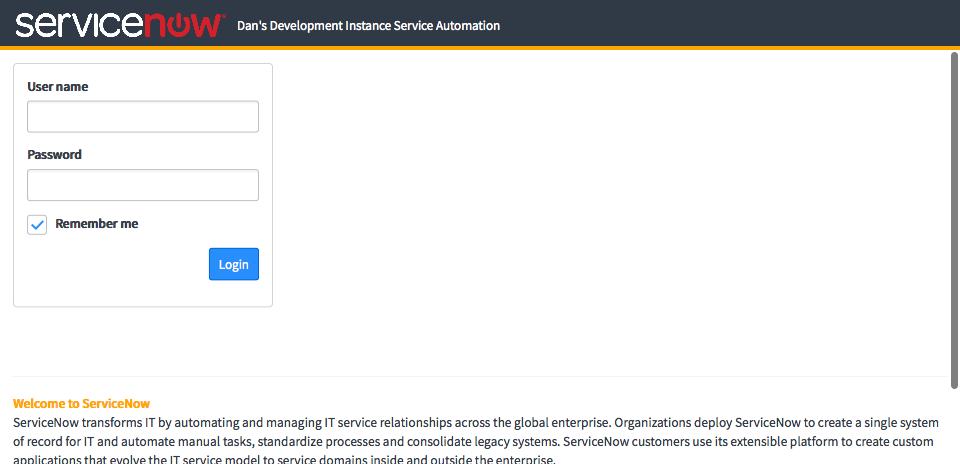 servicenow Dan's Development Instance Service Automation
User name
Password
Remember me
Login
Welcome to ServiceNow
ServiceNow transforms IT by automating and managing IT service relationships across the global enterprise. Organizations deploy ServiceNow to create a single system
of record for IT and automate manual tasks, standardize processes and consolidate legacy systems. ServiceNow customers use its extensible platform to create custom
applications that evolve the IT service model to service domains inside and outside the enterprise.